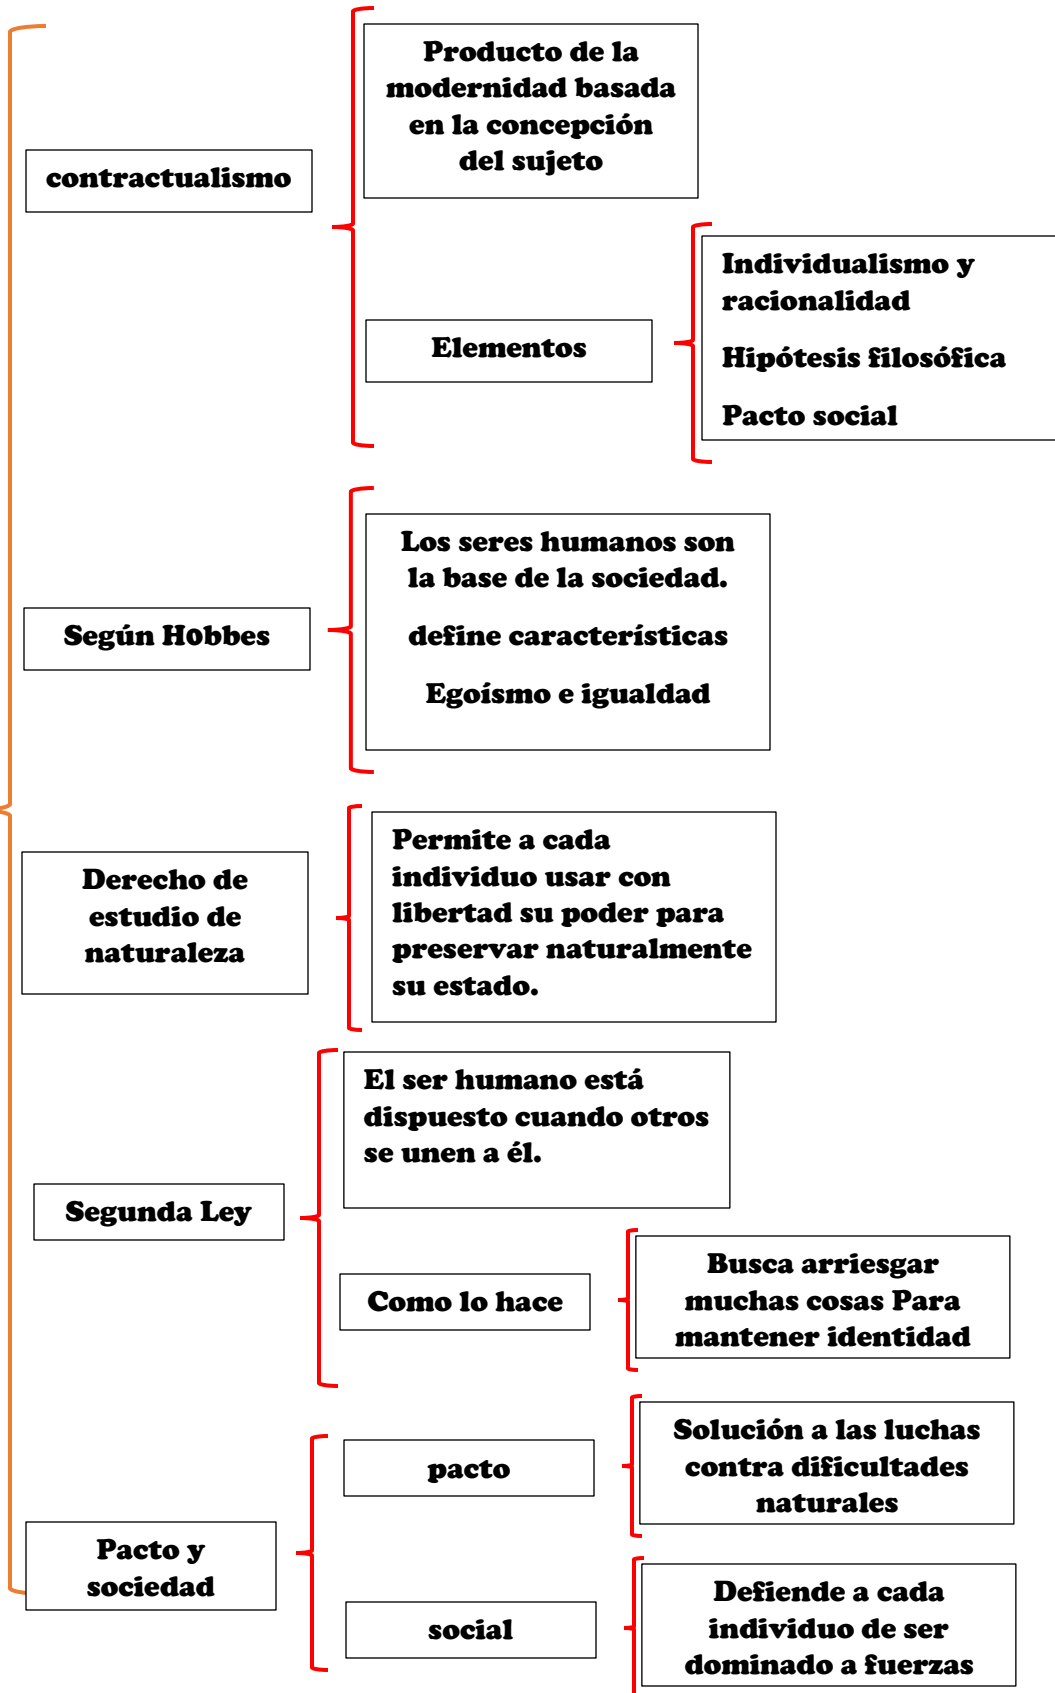 contractualismo
Producto de la
modernidad basada
en la concepción
del sujeto
Elementos
Individualismo y
racionalidad
Hipótesis filosófica
Pacto social
Según Hobbes
Los seres humanos son
la base de la sociedad.
define características
Egoísmo e igualdad
Derecho de
estudio de
naturaleza
Permite a cada
individuo usar con
libertad su poder para
preservar naturalmente
su estado.
Segunda Ley
El ser humano está
dispuesto cuando otros
se unen a él.
Como lo hace
Busca arriesgar
muchas cosas Para
mantener identidad
Pacto y
sociedad
pacto
Solución a las luchas
contra dificultades
naturales
social
Defiende a cada
individuo de ser
dominado a fuerzas